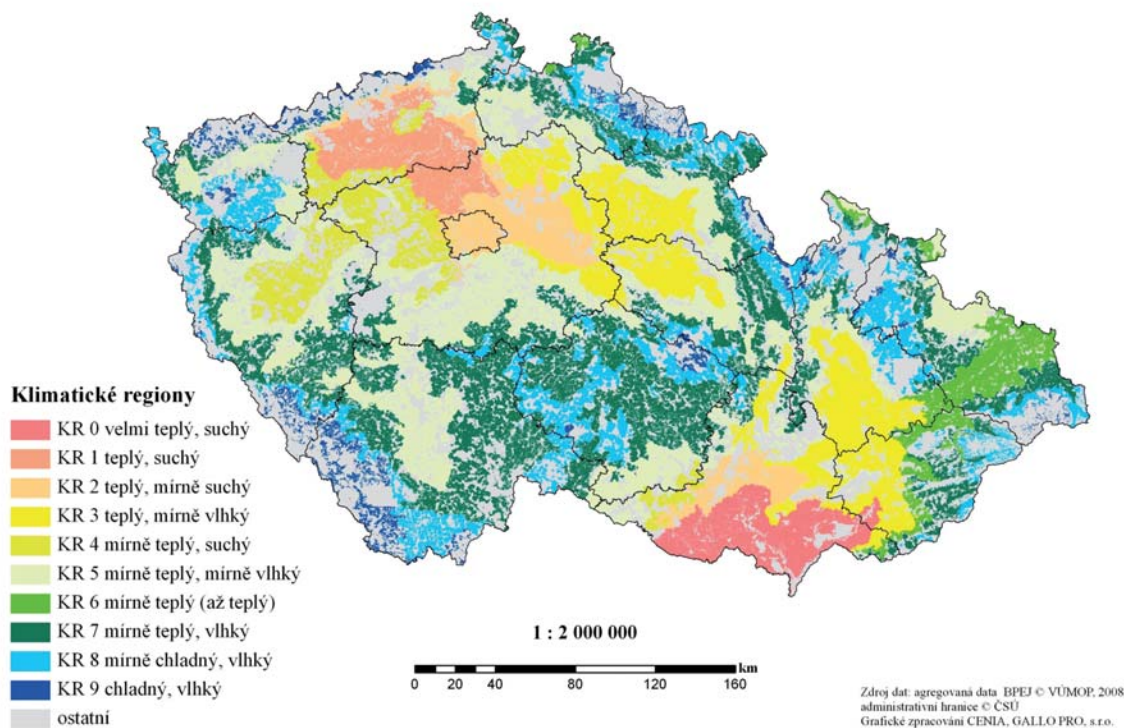 Klimatické regiony
KR 0 velmi teplý, suchý
KR 1 teplý, suchý
KR 2 teplý, mírně suchý
KR 3 teplý, mírně vlhký
KR 4 mírně teplý, suchý
KR 5 mírně teplý, mírně vlhký
KR 6 mírně teplý (až teplý)
KR 7 mírně teplý, vlhký
KR 8 mírně chladný, vlhký
KR 9 chladný, vlhký
ostatní
1 : 2 000 000
km
0 20 40 80 120 160
Zdroj dat: agregovaná data BPEJ © VÚMOP, 2008
administrativní hranice © ČSÚ
Grafické zpracování CENIA, GALLO PRO, s.r.o.